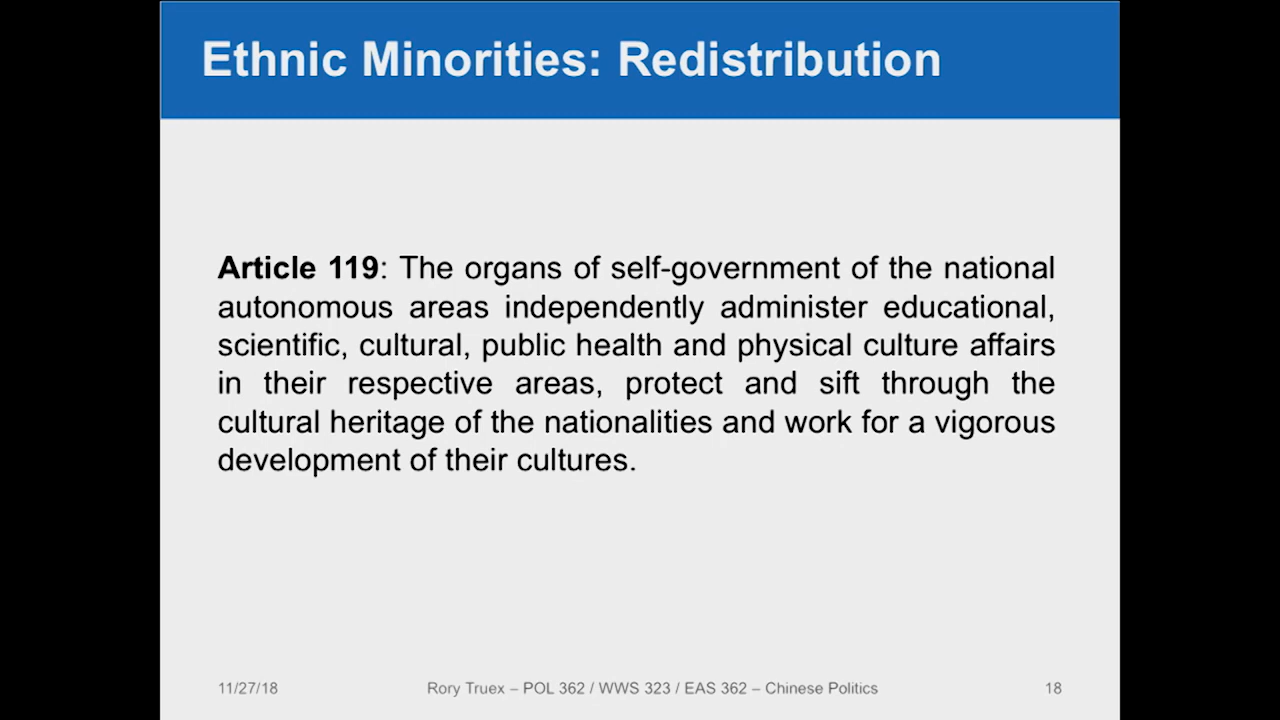 Ethnic Minorities: Redistribution
Article 119: The organs of self-government of the national
autonomous areas independently administer educational,
scientific, cultural, public health and physical culture affairs
in their respective areas, protect and sift through the
cultural heritage of the nationalities and work for a vigorous
development of their cultures.
11/27/18
Rory Truex – POL 362 / WWS 323 / EAS 362 – Chinese Politics
18